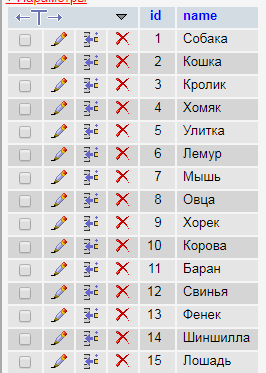 + Параметры
id name
1 Собака
2 Кошка
3 Кролик
4 Хомяк
5 Улитка
6 Лемур
7 Мышь
8 Овца
9 Хорек
10 Корова
11 Баран
12 Свинья
13 Фенек
14 Шиншилла
15 Лошадь